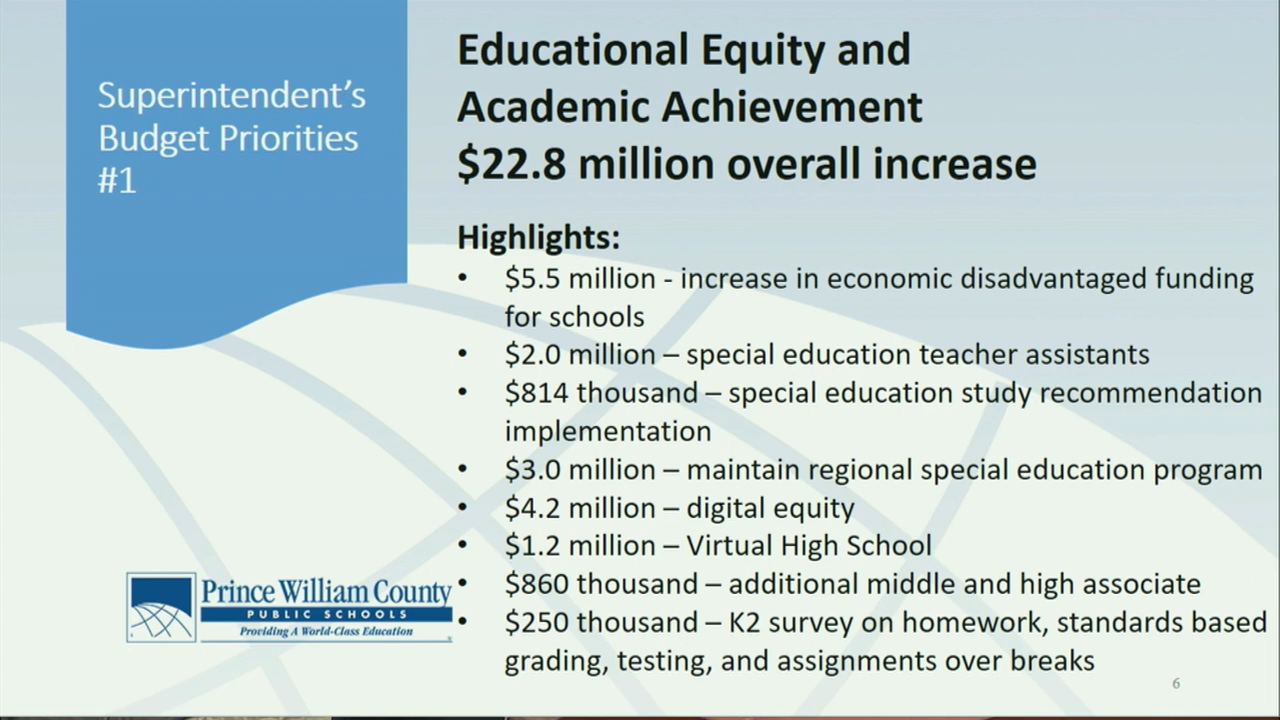 Superintendent's
Budget Priorities
#1
Educational Equity and
Academic Achievement
$22.8 million overall increase
Highlights:
• $5.5 million - increase in economic disadvantaged funding
for schools
• $2.0 million – special education teacher assistants
• $814 thousand – special education study recommendation
implementation
• $3.0 million – maintain regional special education program
• $4.2 million – digital equity
• $1.2 million – Virtual High School
• $860 thousand – additional middle and high associate
• $250 thousand – K2 survey on homework, standards based
grading, testing, and assignments over breaks
Prince William County
PUBLIC SCHOOLS
Providing A World-Class Education
6